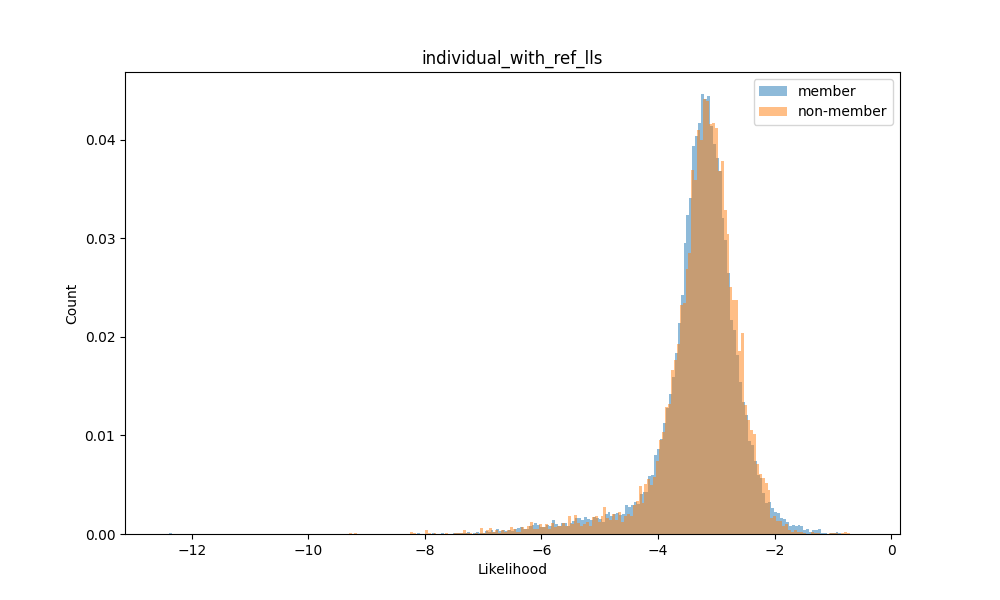 individual_with_ref_lls
member
non-member
0.04
0.03
0.02
0.01
0.00
Count
−12
−10
−8
−6
−4
−2
0
Likelihood